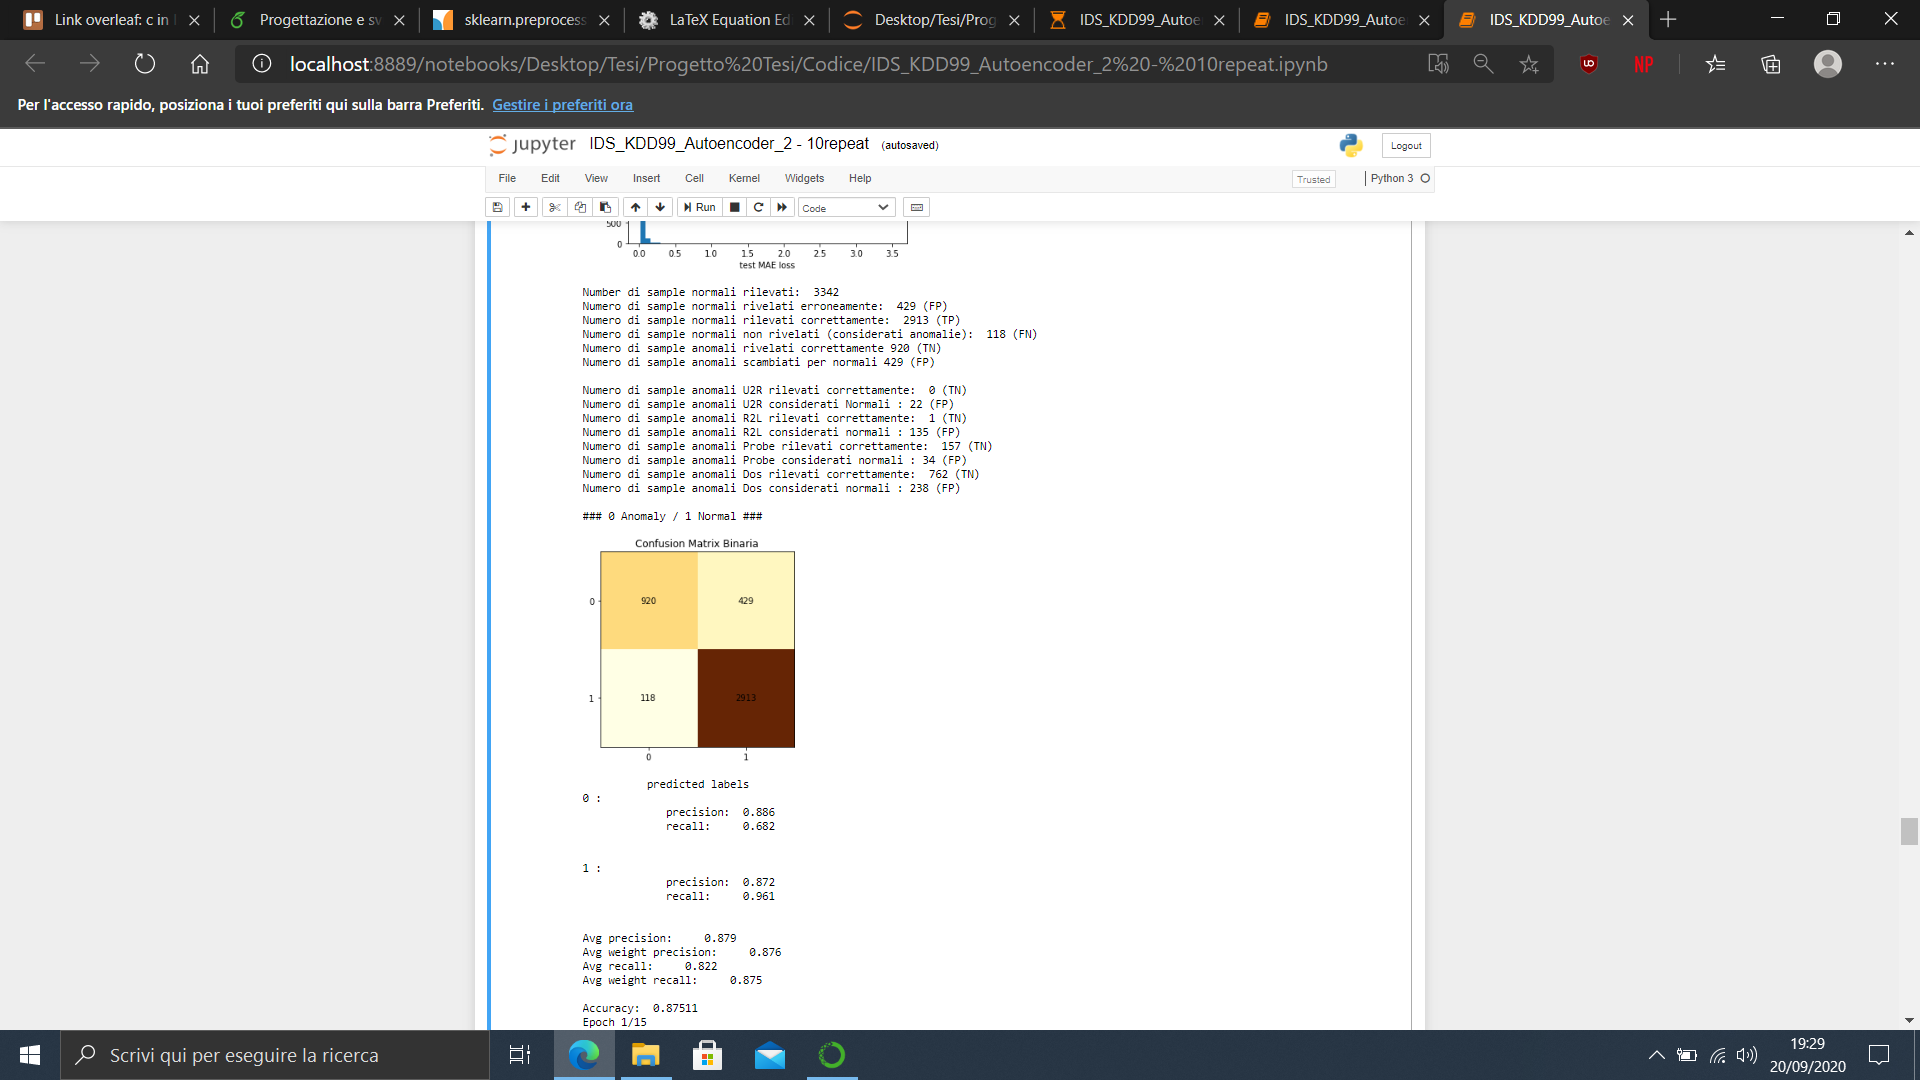 Link overleaf: c in
Progettazione e sv
sklearn.preprocess
LaTeX Equation Ed
Desktop/Tesi/Prog
IDS_KDD99_Autoe
IDS_KDD99_Autoe
IDS_KDD99_Autoe
localhost:8889/notebooks/Desktop/Tesi/Progetto%20Tesi/Codice/IDS_KDD99_Autoencoder_2%20-%2010repeat.ipynb
NP
Per l'accesso rapido, posiziona i tuoi preferiti qui sulla barra Preferiti. Gestire i preferiti ora
jupyter IDS_KDD99_Autoencoder_2 - 10repeat (autosaved)
Logout
File Edit View Insert Cell Kernel Widgets Help
Trusted
Python 3
Run
Code
500
0
0.0 0.5 1.0 1.5 2.0 2.5 3.0 3.5
test MAE loss
Number di sample normali rilevati: 3342
Numero di sample normali rivelati erroneamente: 429 (FP)
Numero di sample normali rilevati correttamente: 2913 (TP)
Numero di sample normali non rivelati (considerati anomalie): 118 (FN)
Numero di sample anomali rivelati correttamente 920 (TN)
Numero di sample anomali scambiati per normali 429 (FP)
Numero di sample anomali U2R rilevati correttamente: 0 (TN)
Numero di sample anomali U2R considerati Normali : 22 (FP)
Numero di sample anomali R2L rilevati correttamente: 1 (TN)
Numero di sample anomali R2L considerati normali : 135 (FP)
Numero di sample anomali Probe rilevati correttamente: 157 (TN)
Numero di sample anomali Probe considerati normali : 34 (FP)
Numero di sample anomali Dos rilevati correttamente: 762 (TN)
Numero di sample anomali Dos considerati normali : 238 (FP)
### 0 Anomaly / 1 Normal ###
Confusion Matrix Binaria
0 920 429
1 118 2913
0 1
predicted labels
0 :
precision: 0.886
recall: 0.682
1 :
precision: 0.872
recall: 0.961
Avg precision: 0.879
Avg weight precision: 0.876
Avg recall: 0.822
Avg weight recall: 0.875
Accuracy: 0.87511
Epoch 1/15
Scrivi qui per eseguire la ricerca
19:29
20/09/2020